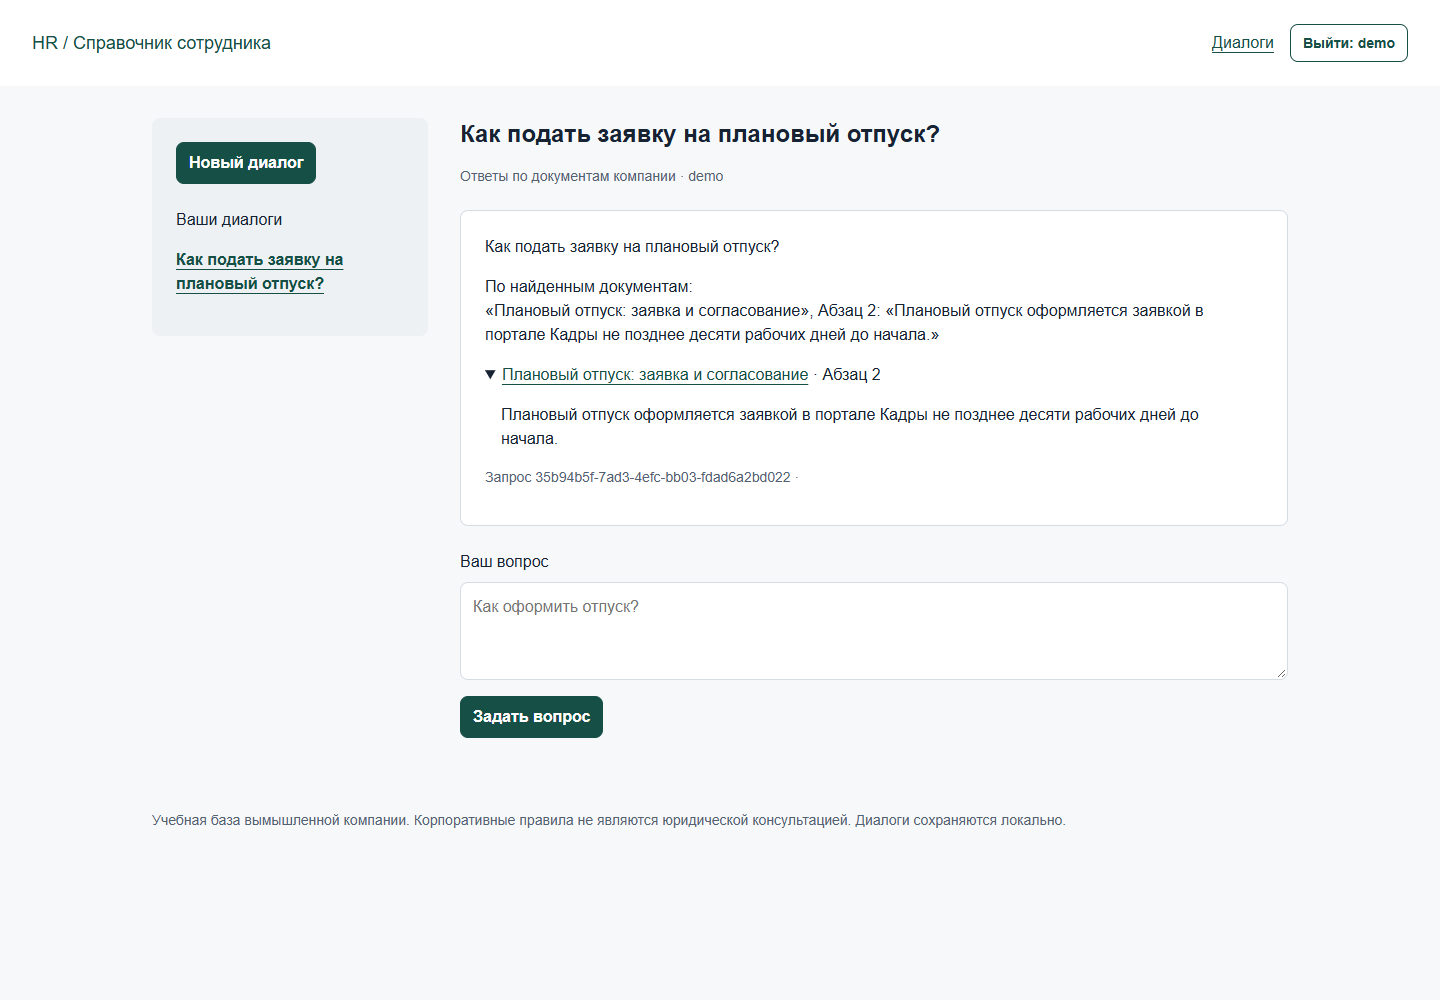 HR / Справочник сотрудника
Диалоги
Выйти: demo
Новый диалог
Ваши диалоги
Как подать заявку на
плановый отпуск?
Как подать заявку на плановый отпуск?
Ответы по документам компании · demo
Как подать заявку на плановый отпуск?
По найденным документам:
«Плановый отпуск: заявка и согласование», Абзац 2: «Плановый отпуск оформляется заявкой в
портале Кадры не позднее десяти рабочих дней до начала.»
▼ Плановый отпуск: заявка и согласование · Абзац 2
Плановый отпуск оформляется заявкой в портале Кадры не позднее десяти рабочих дней до
начала.
Запрос 35b94b5f-7ad3-4efc-bb03-fdad6a2bd022 ·
Ваш вопрос
Как оформить отпуск?
Задать вопрос
Учебная база вымышленной компании. Корпоративные правила не являются юридической консультацией. Диалоги сохраняются локально.